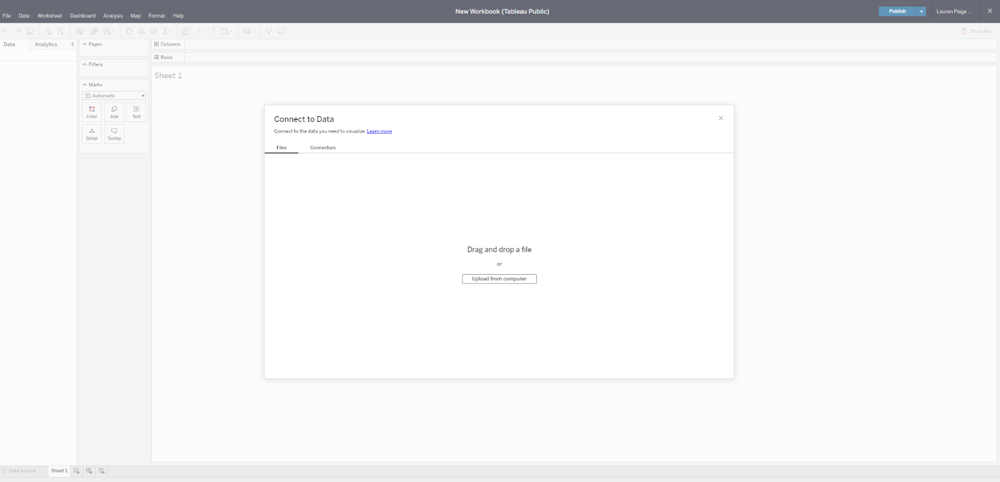 New Workbook (Tableau Public)
Publish
Lauren Paige ...
File Data Worksheet Dashboard Analysis Map Format Help
Show Me
Data Analytics
Pages
Columns
Rows
Filters
Sheet 1
Marks
Automatic
Color Size Text
Detail Tooltip
Connect to Data
Connect to the data you need to visualize. Learn more
Files Connectors
Drag and drop a file
or
Upload from computer
Data Source Sheet 1